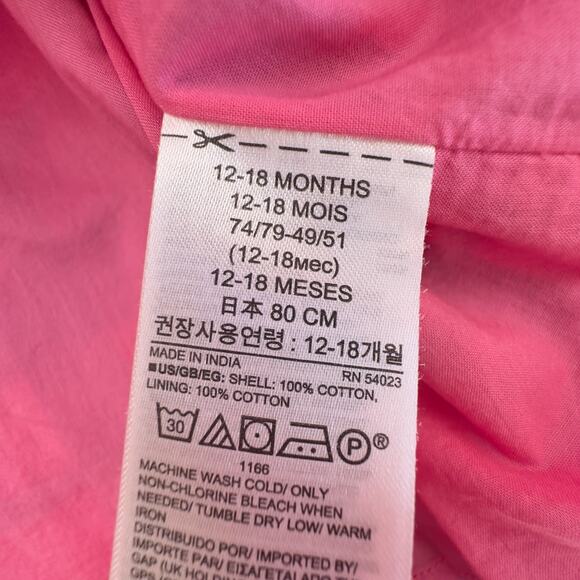 12-18 MONTHS
12-18 MOIS
74/79-49/51
(12-18мес)
12-18 MESES
日本 80 CM
권장사용연령 : 12-18개월
MADE IN INDIA RN 54023
■US/GB/EG: SHELL: 100% COTTON.
LINING: 100% COTTON
30 P®
1166
MACHINE WASH COLD/ ONLY
NON-CHLORINE BLEACH WHEN
NEEDED/ TUMBLE DRY LOW/ WARM
IRON
DISTRIBUIDO POR/ IMPORTED BY/
IMPORTE PAR/ ΕΙΣΑΓΕΤΑΙ ΑΠΟ
GAP (UK HOLDIN